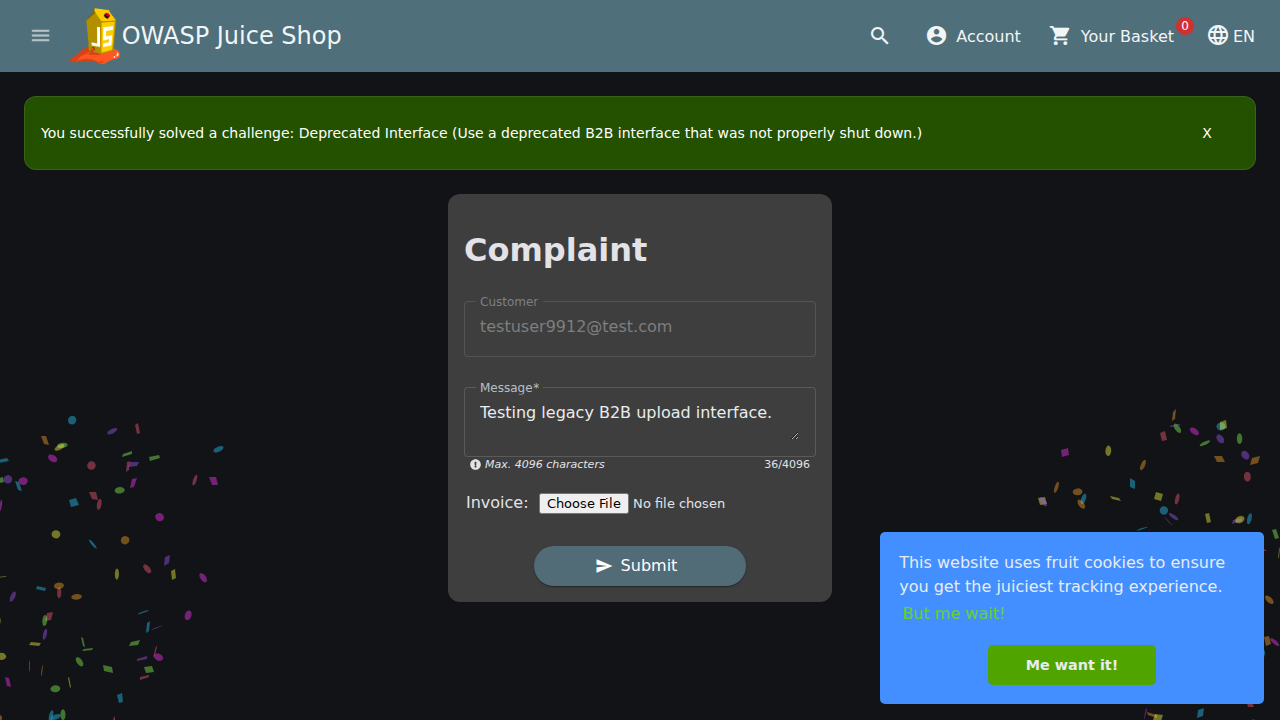 OWASP Juice Shop
Account
Your Basket
0
EN
You successfully solved a challenge: Deprecated Interface (Use a deprecated B2B interface that was not properly shut down.)
X
Complaint
Customer
testuser9912@test.com
Message*
Testing legacy B2B upload interface.
Max. 4096 characters
36/4096
Invoice:
Choose File
No file chosen
Submit
This website uses fruit cookies to ensure
you get the juiciest tracking experience.
But me wait!
Me want it!